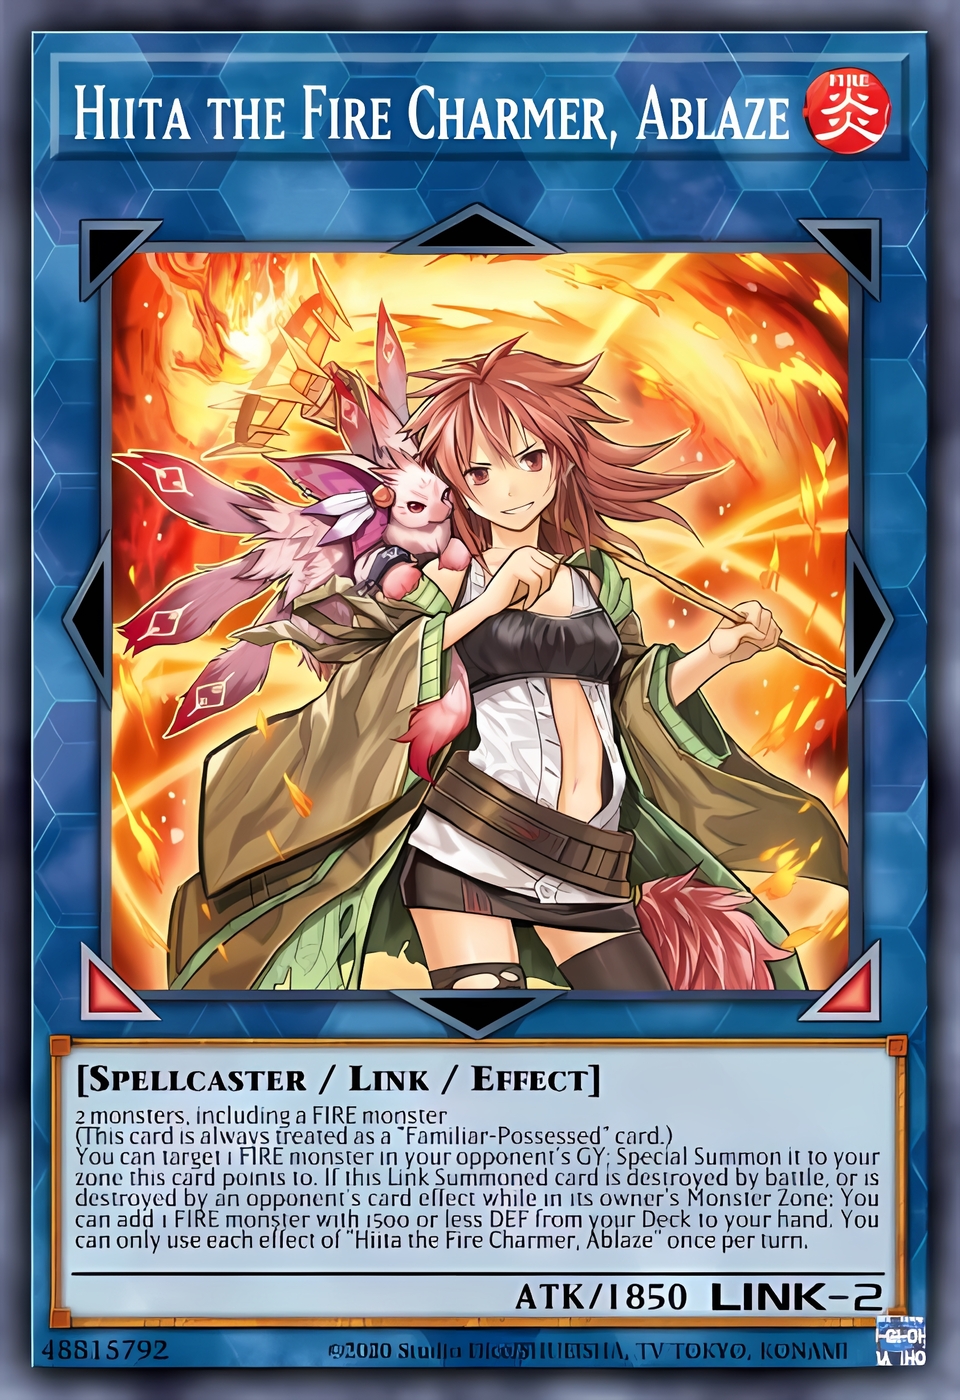 Hiita the Fire Charmer, Ablaze
FIRE
炎
[Spellcaster / Link / Effect]
2 monsters, including a FIRE monster
(This card is always treated as a "Familiar-Possessed" card.)
You can target 1 FIRE monster in your opponent's GY; Special Summon it to your
zone this card points to. If this Link Summoned card is destroyed by battle, or is
destroyed by an opponent's card effect while in its owner's Monster Zone: You
can add 1 FIRE monster with 1500 or less DEF from your Deck to your hand. You
can only use each effect of "Hiita the Fire Charmer, Ablaze" once per turn.
ATK/1850 LINK-2
48815792
©2020 TV TOKYO, KONAMI